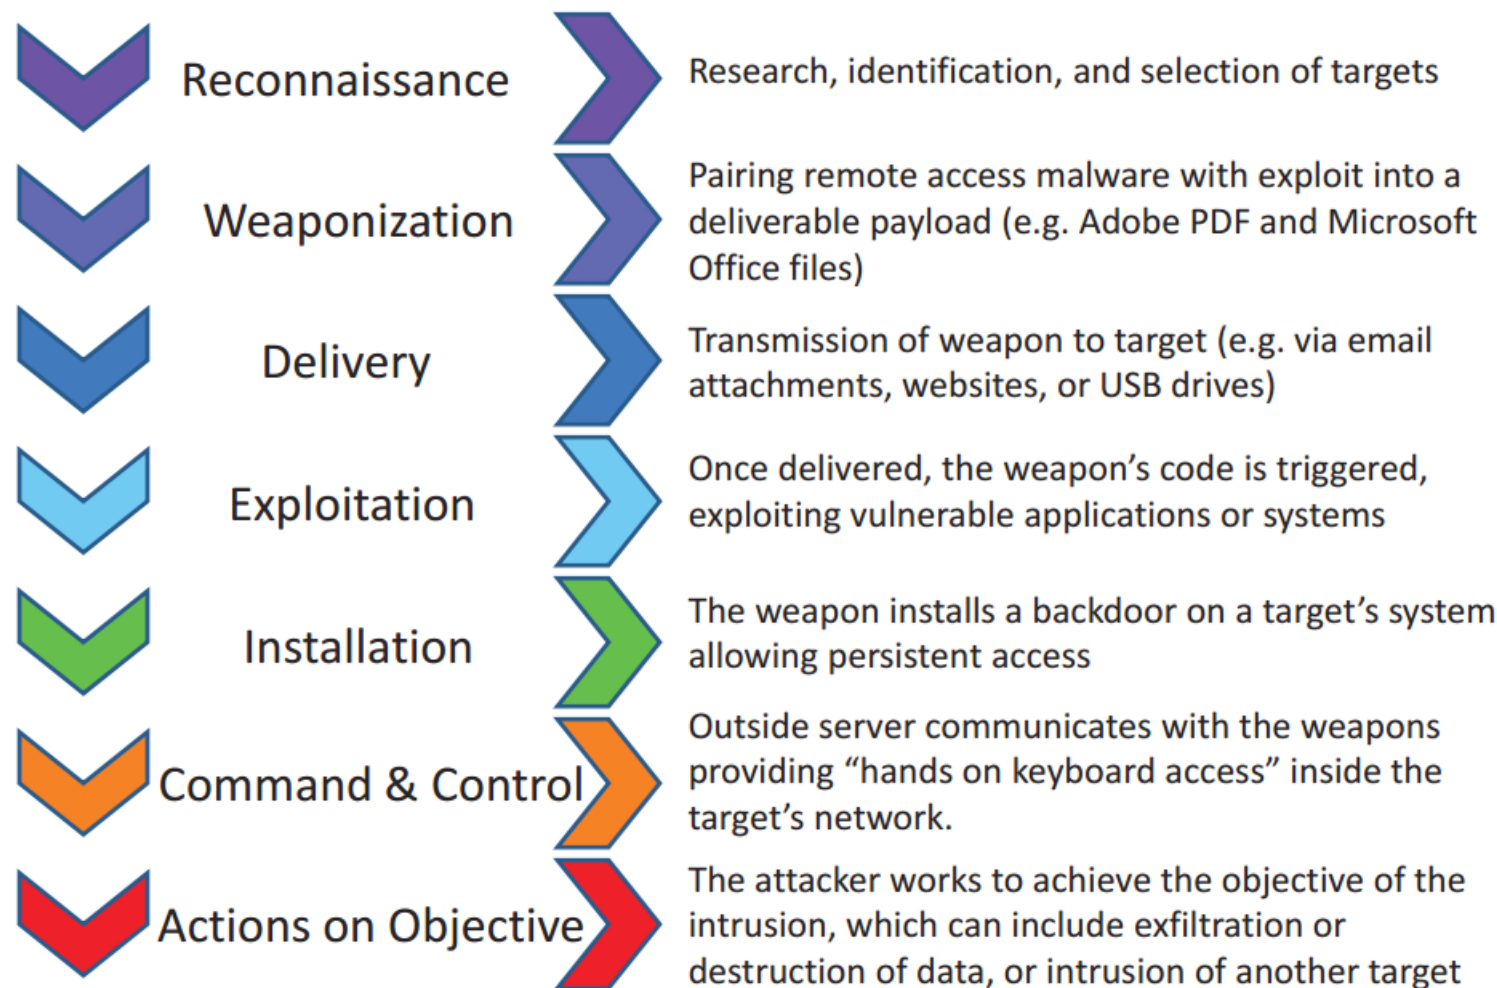 Reconnaissance
Research, identification, and selection of targets
Weaponization
Pairing remote access malware with exploit into a
deliverable payload (e.g. Adobe PDF and Microsoft
Office files)
Delivery
Transmission of weapon to target (e.g. via email
attachments, websites, or USB drives)
Exploitation
Once delivered, the weapon’s code is triggered,
exploiting vulnerable applications or systems
Installation
The weapon installs a backdoor on a target’s system
allowing persistent access
Command & Control
Outside server communicates with the weapons
providing “hands on keyboard access” inside the
target’s network.
Actions on Objective
The attacker works to achieve the objective of the
intrusion, which can include exfiltration or
destruction of data, or intrusion of another target